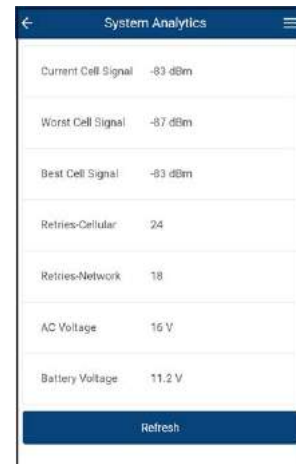 System Analytics
Current Cell Signal -83 dBm
Worst Cell Signal -87 dBm
Best Cell Signal -83 dBm
Retries-Cellular 24
Retries-Network 18
AC Voltage 16 V
Battery Voltage 11.2 V
Refresh